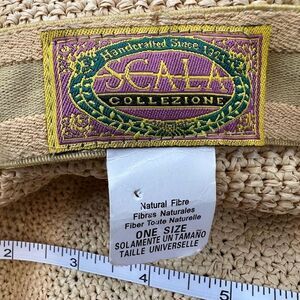 Handcrafted Since
SCALA
COLLEZIONE
Natural Fibre
Fibras Naturales
Fiber Toute Naturelle
ONE SIZE
SOLAMENTE UN TAMAÑO
TAILLE UNIVERSELLE
2 3 4 5